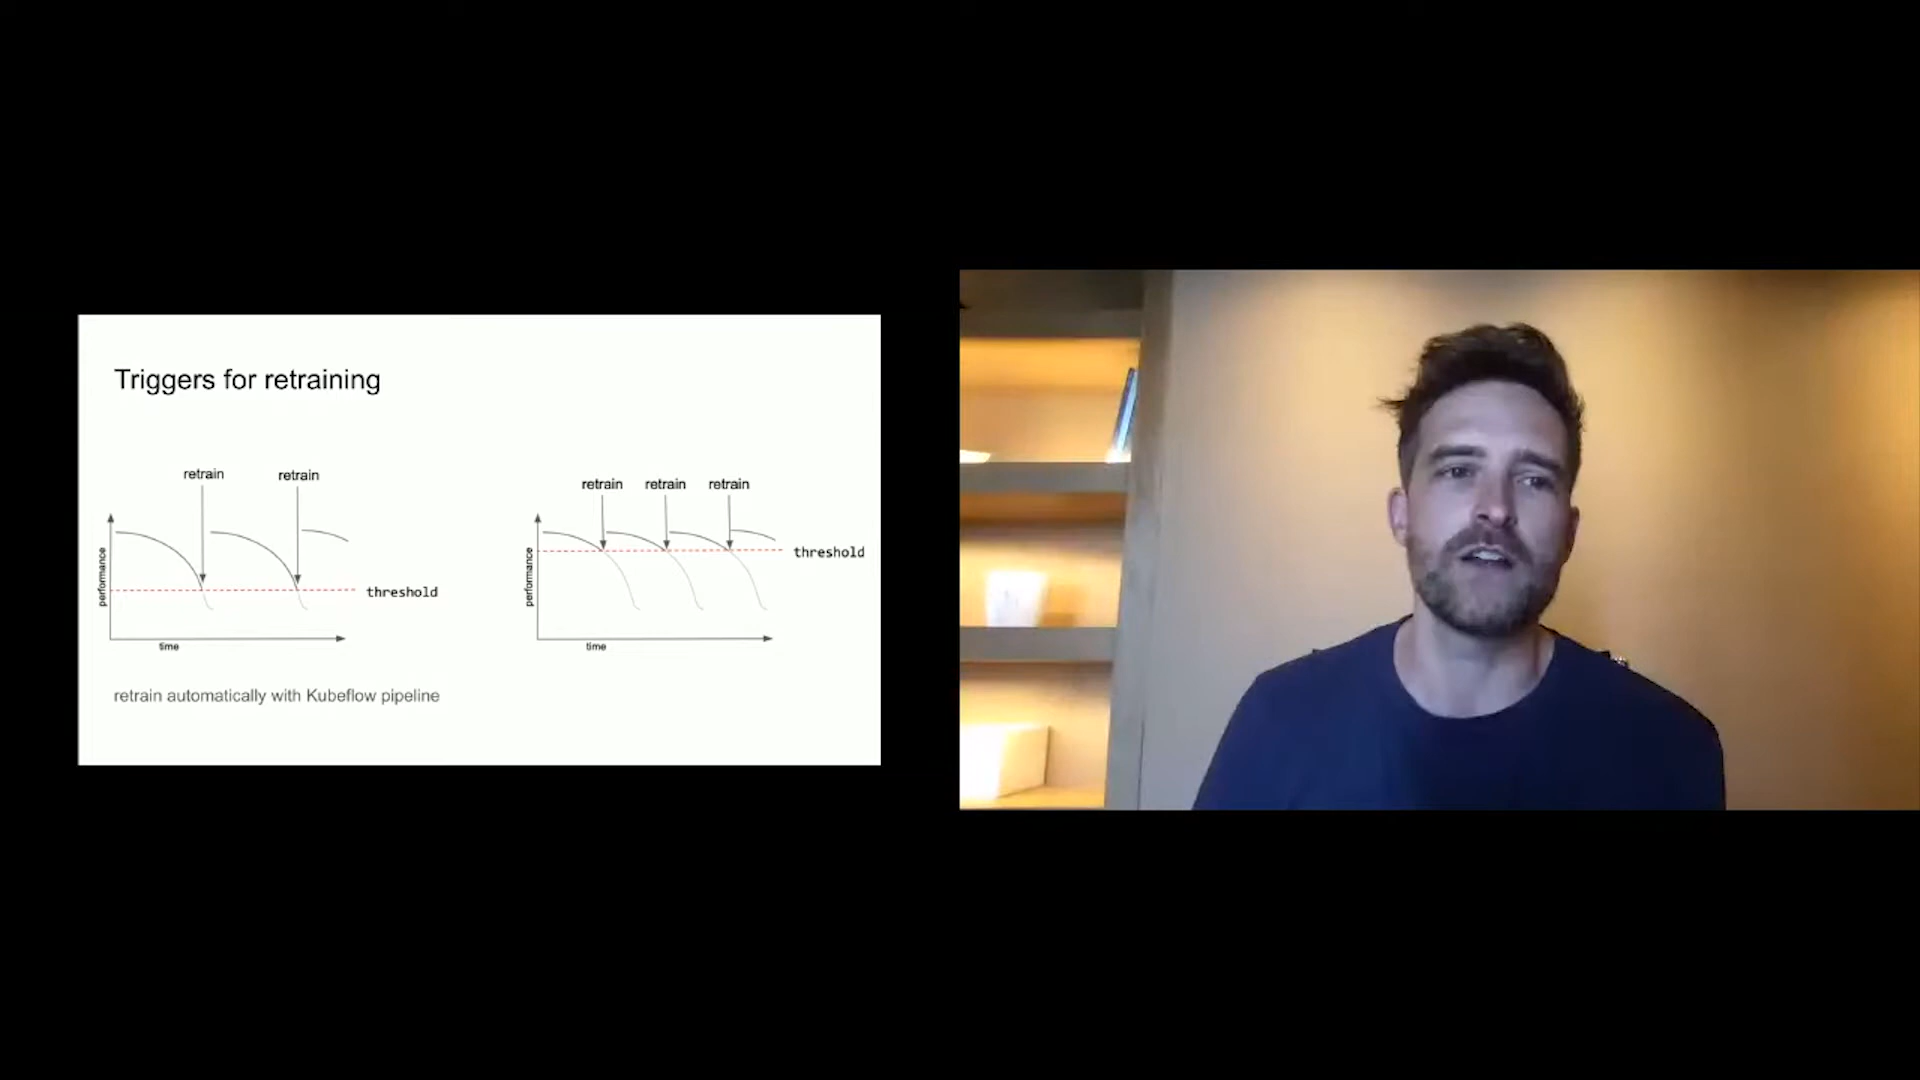 Triggers for retraining
retrain
retrain
performance
threshold
time
retrain
retrain
retrain
performance
threshold
time
retrain automatically with Kubeflow pipeline